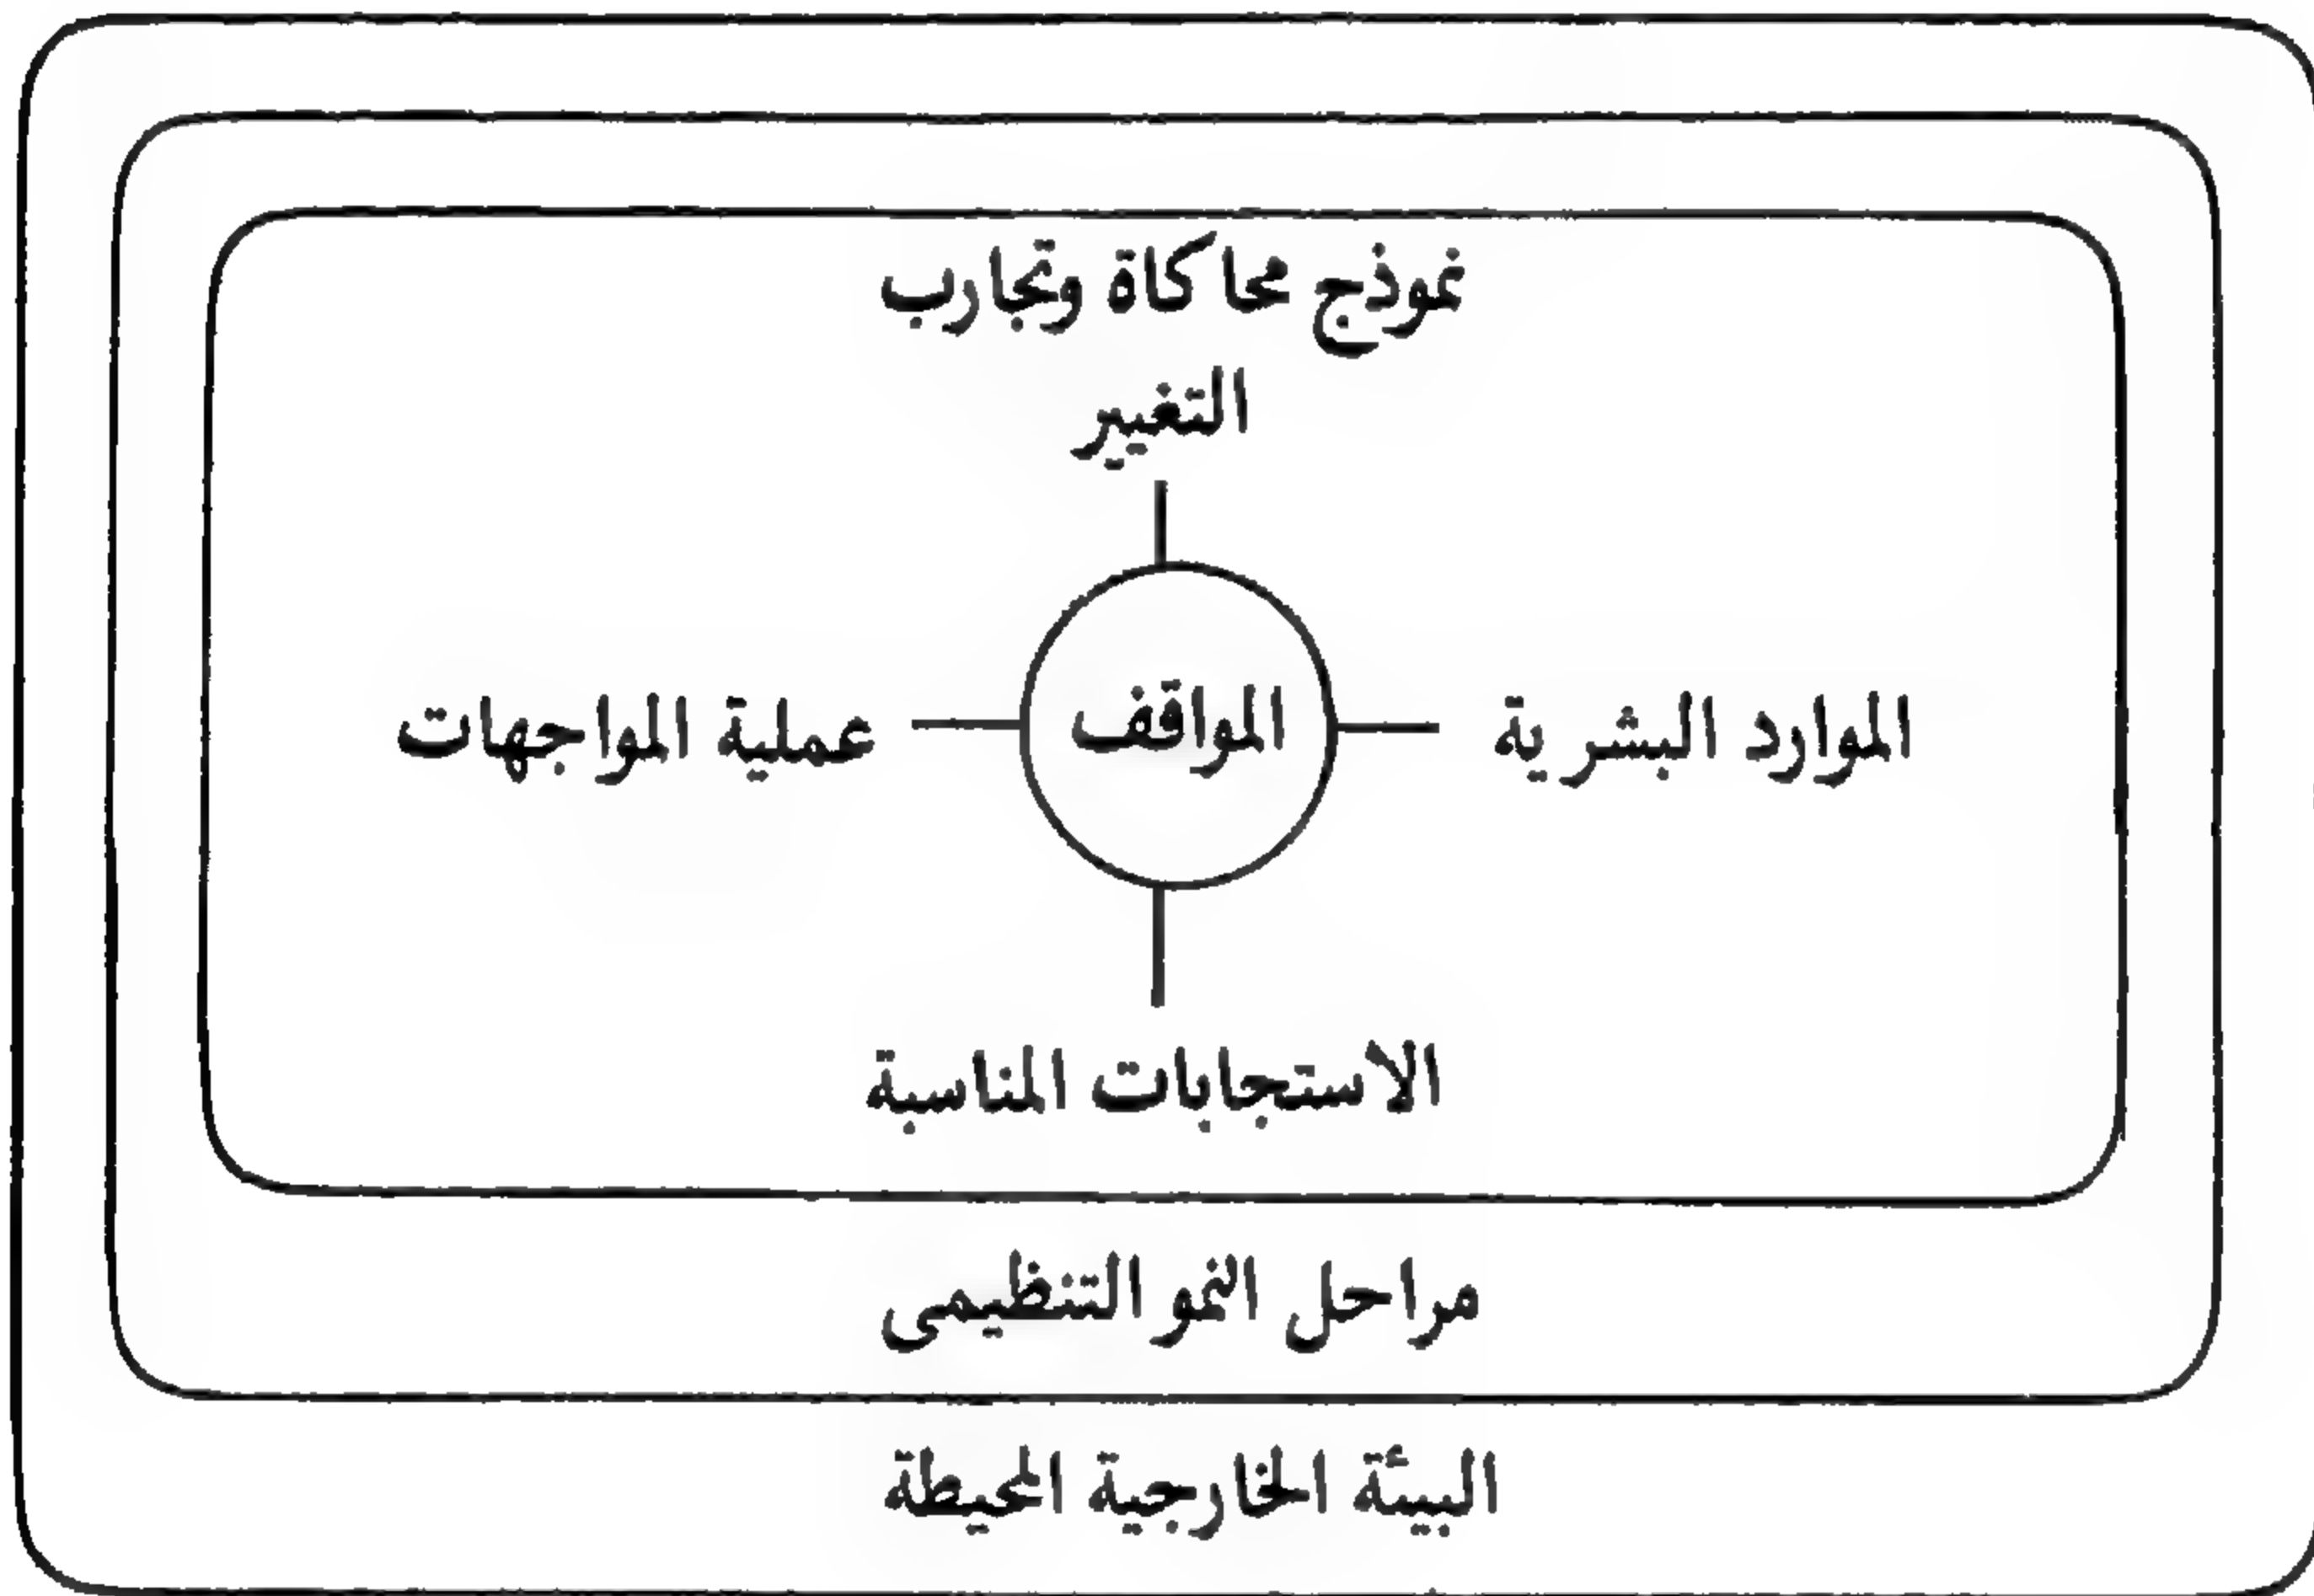 نموذج محاكاة وتجارب
التغيير
الموارد البشرية
المواقف
عملية المواجهات
الاستجابات المناسبة
مراحل النمو التنظيمى
البيئة الخارجية المحيطة